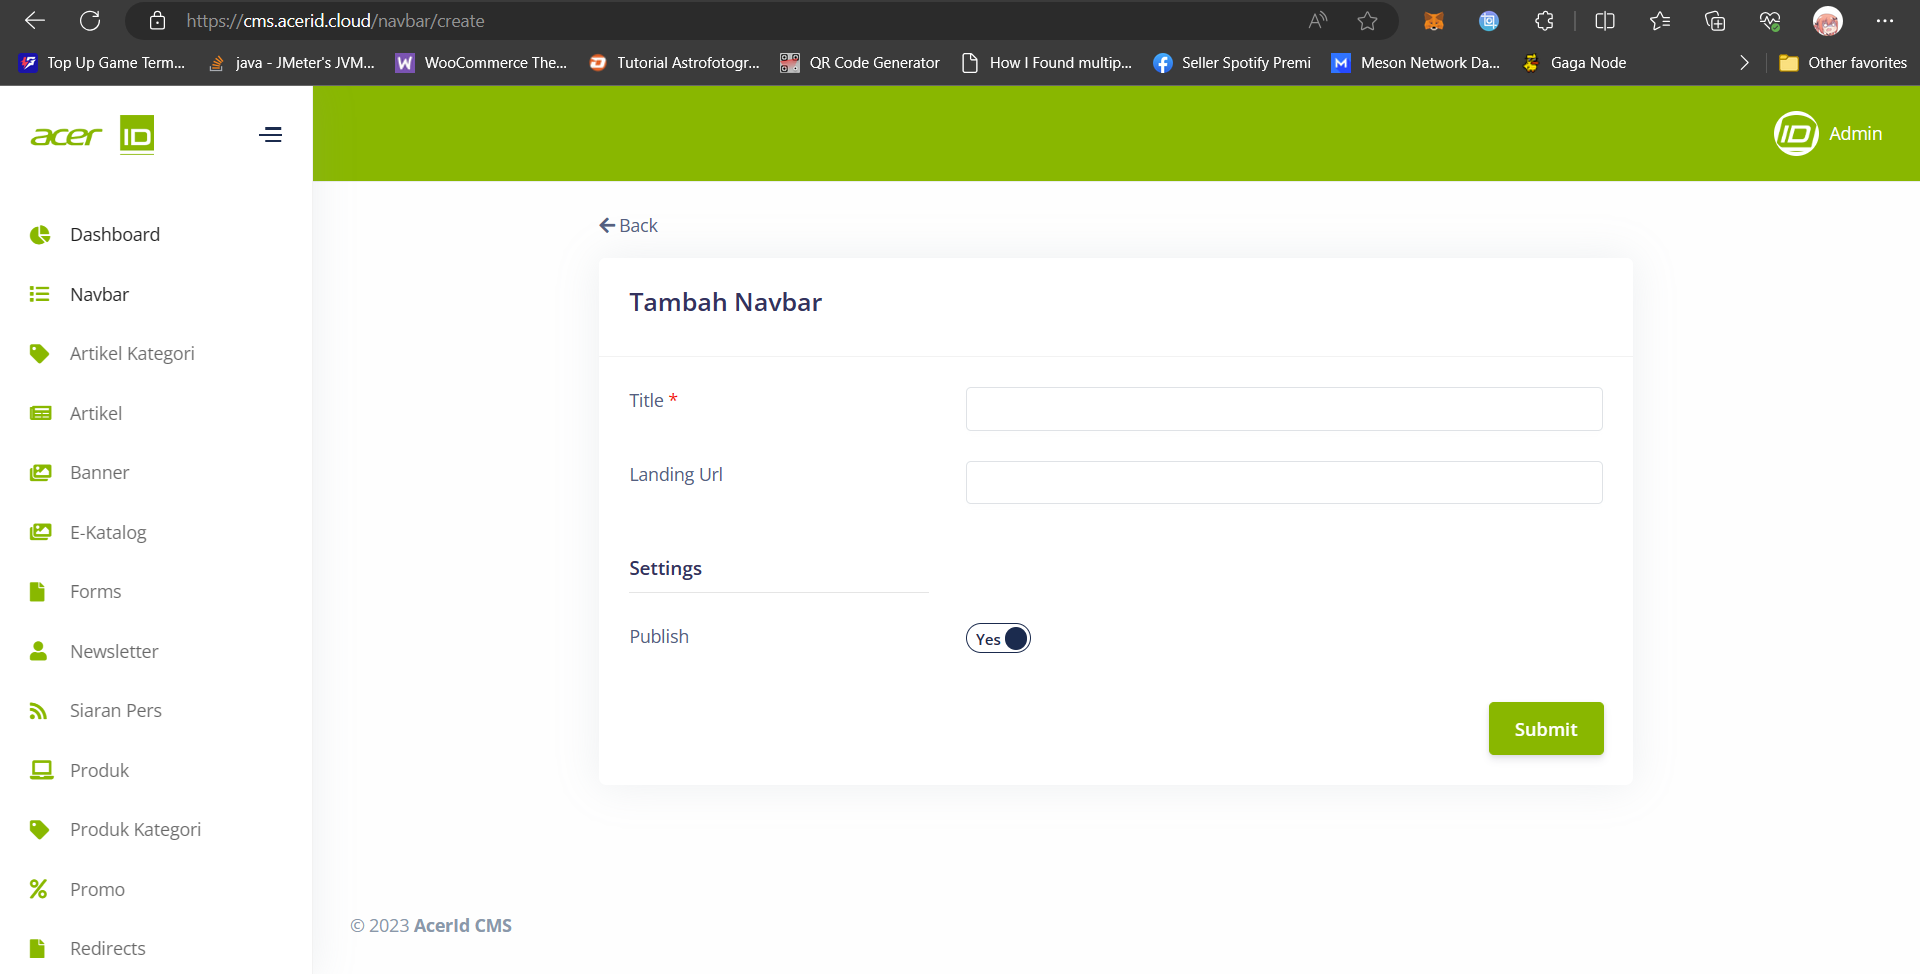 https://cms.acerid.cloud/navbar/create
Top Up Game Term...
java - JMeter's JVM...
WooCommerce The...
Tutorial Astrofotogr...
QR Code Generator
How I Found multip...
Seller Spotify Premi
Meson Network Da...
Gaga Node
Other favorites
acer ID
Admin
Dashboard
Navbar
Artikel Kategori
Artikel
Banner
E-Katalog
Forms
Newsletter
Siaran Pers
Produk
Produk Kategori
Promo
Redirects
Back
Tambah Navbar
Title *
Landing Url
Settings
Publish
Yes
Submit
© 2023 AcerId CMS